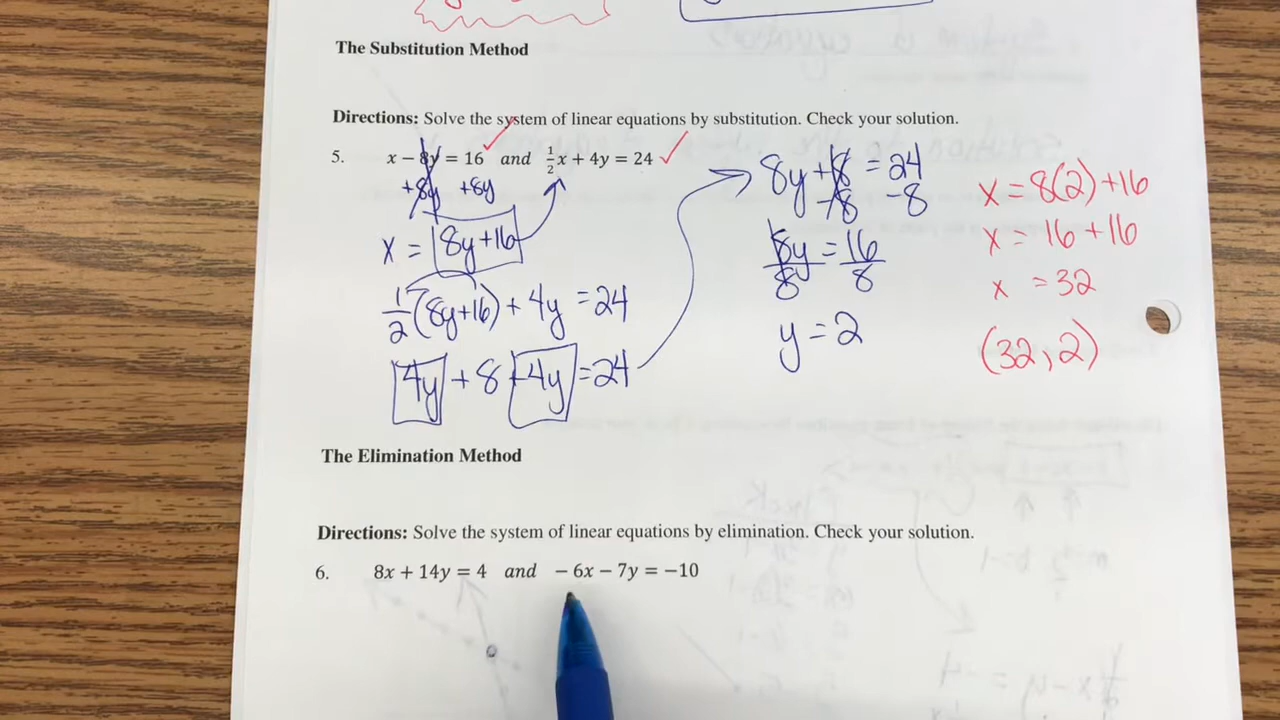 The Substitution Method
Directions: Solve the system of linear equations by substitution. Check your solution.
5. x − 8y = 16 and 1/2 x + 4y = 24
+8y +8y
x = 8y+16
1/2 (8y+16) + 4y = 24
4y + 8 + 4y = 24
8y + 8 = 24
-8 -8
8y = 16
8 8
y = 2
x = 8(2) + 16
x = 16 + 16
x = 32
(32, 2)
The Elimination Method
Directions: Solve the system of linear equations by elimination. Check your solution.
6. 8x + 14y = 4 and − 6x − 7y = −10